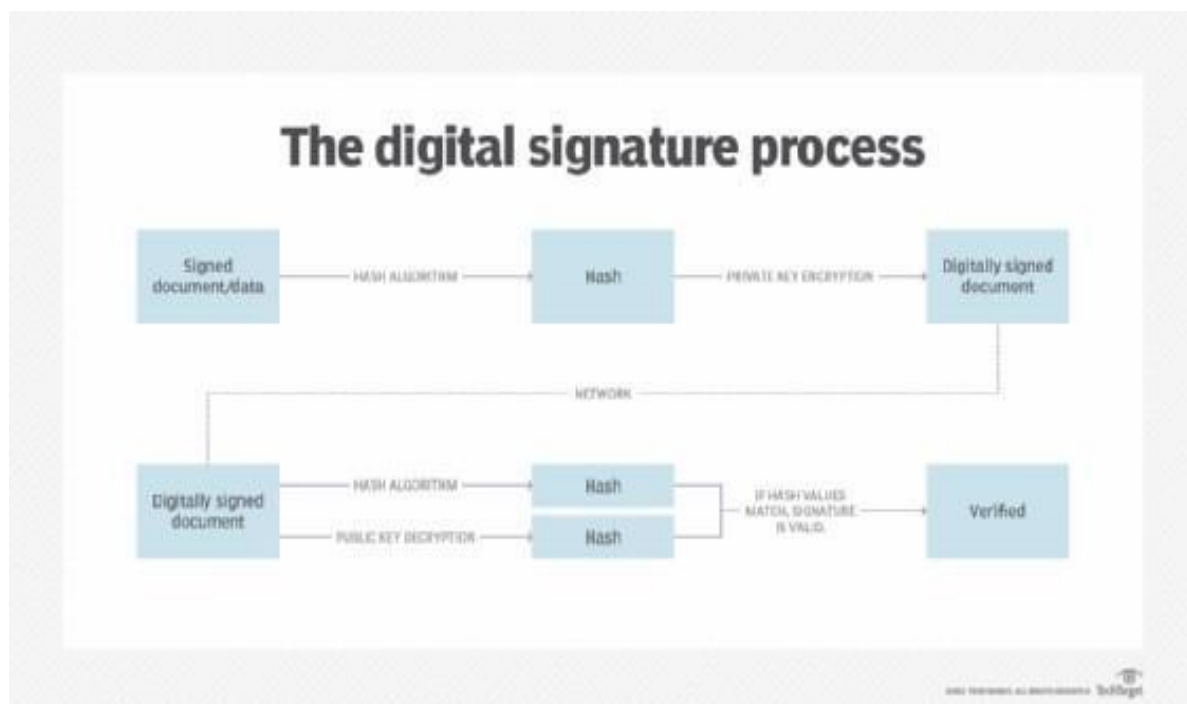 The digital signature process
Signed
document/data
HASH ALGORITHM
Hash
PRIVATE KEY ENCRYPTION
Digitally signed
document
NETWORK
Digitally signed
document
HASH ALGORITHM
Hash
PUBLIC KEY DECRYPTION
Hash
IF HASH VALUES
MATCH, SIGNATURE
IS VALID.
Verified
TechTarget